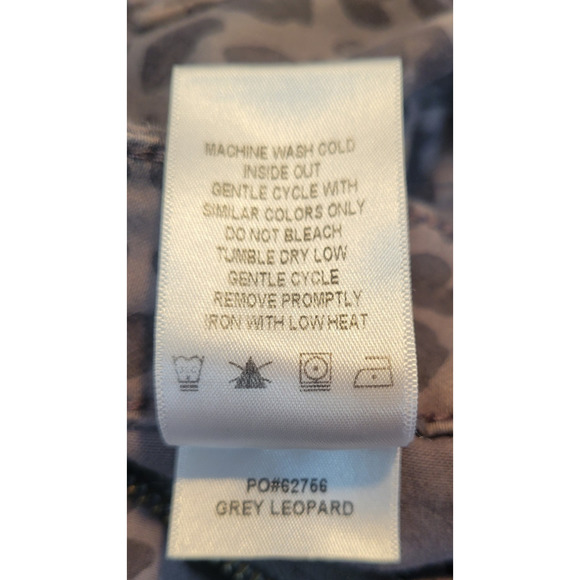 MACHINE WASH COLD
INSIDE OUT
GENTLE CYCLE WITH
SIMILAR COLORS ONLY
DO NOT BLEACH
TUMBLE DRY LOW
GENTLE CYCLE
REMOVE PROMPTLY
IRON WITH LOW HEAT
PO#62756
GREY LEOPARD